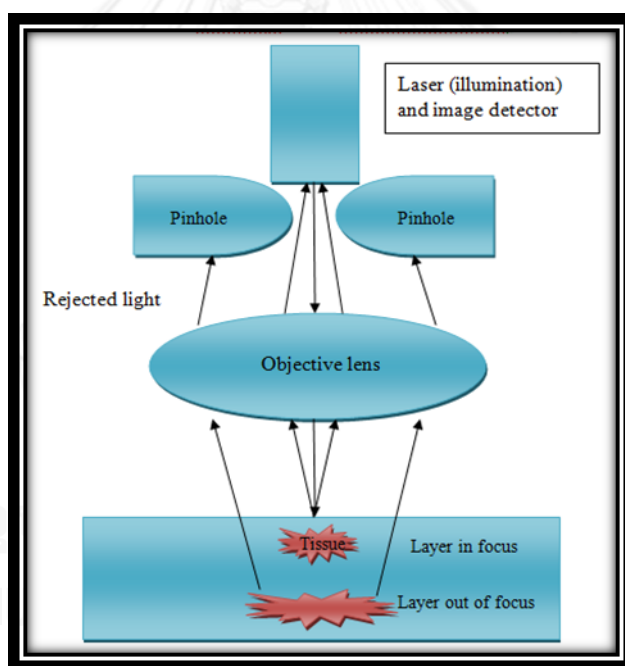 Laser (illumination)
and image detector
Pinhole
Pinhole
Rejected light
Objective lens
Tissue
Layer in focus
Layer out of focus